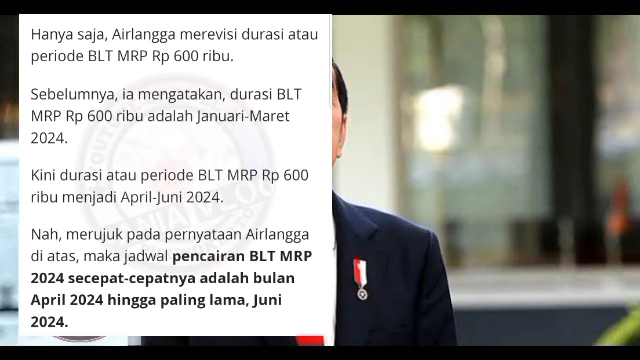 Hanya saja, Airlangga merevisi durasi atau
periode BLT MRP Rp 600 ribu.
Sebelumnya, ia mengatakan, durasi BLT
MRP Rp 600 ribu adalah Januari-Maret
2024.
Kini durasi atau periode BLT MRP Rp 600
ribu menjadi April-Juni 2024.
Nah, merujuk pada pernyataan Airlangga
di atas, maka jadwal pencairan BLT MRP
2024 secepat-cepatnya adalah bulan
April 2024 hingga paling lama, Juni
2024.